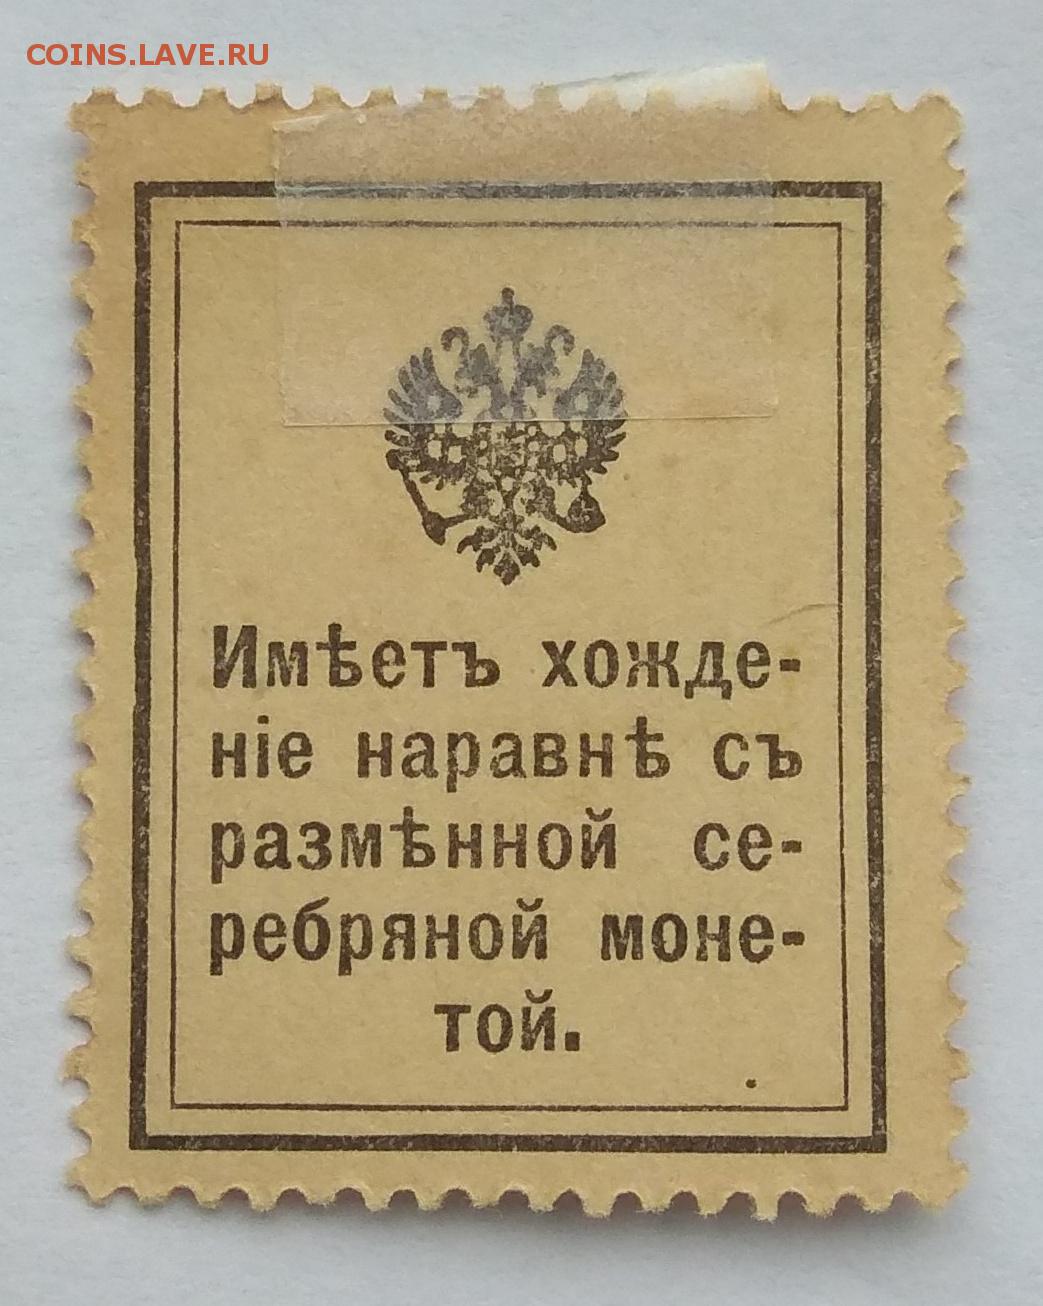 COINS.LAVE.RU
Имѣетъ хожде-
ніе наравнѣ съ
размѣнной се-
ребряной моне-
той.